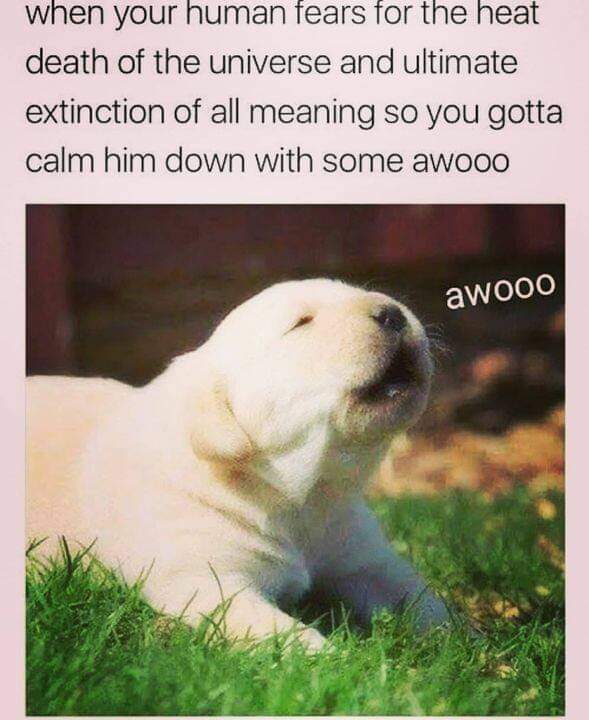 when your human fears for the heat
death of the universe and ultimate
extinction of all meaning so you gotta
calm him down with some awooo
awooo